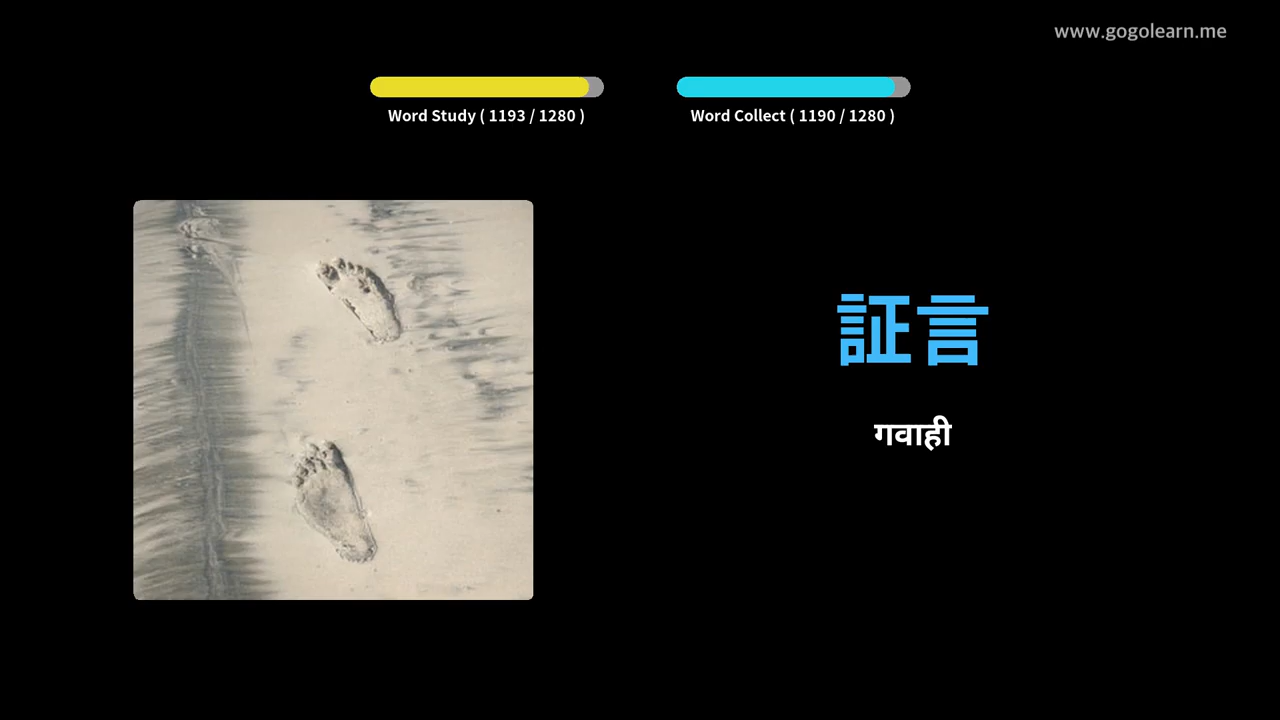 www.gogolearn.me
Word Study ( 1193 / 1280 )
Word Collect ( 1190 / 1280 )
証言
गवाही